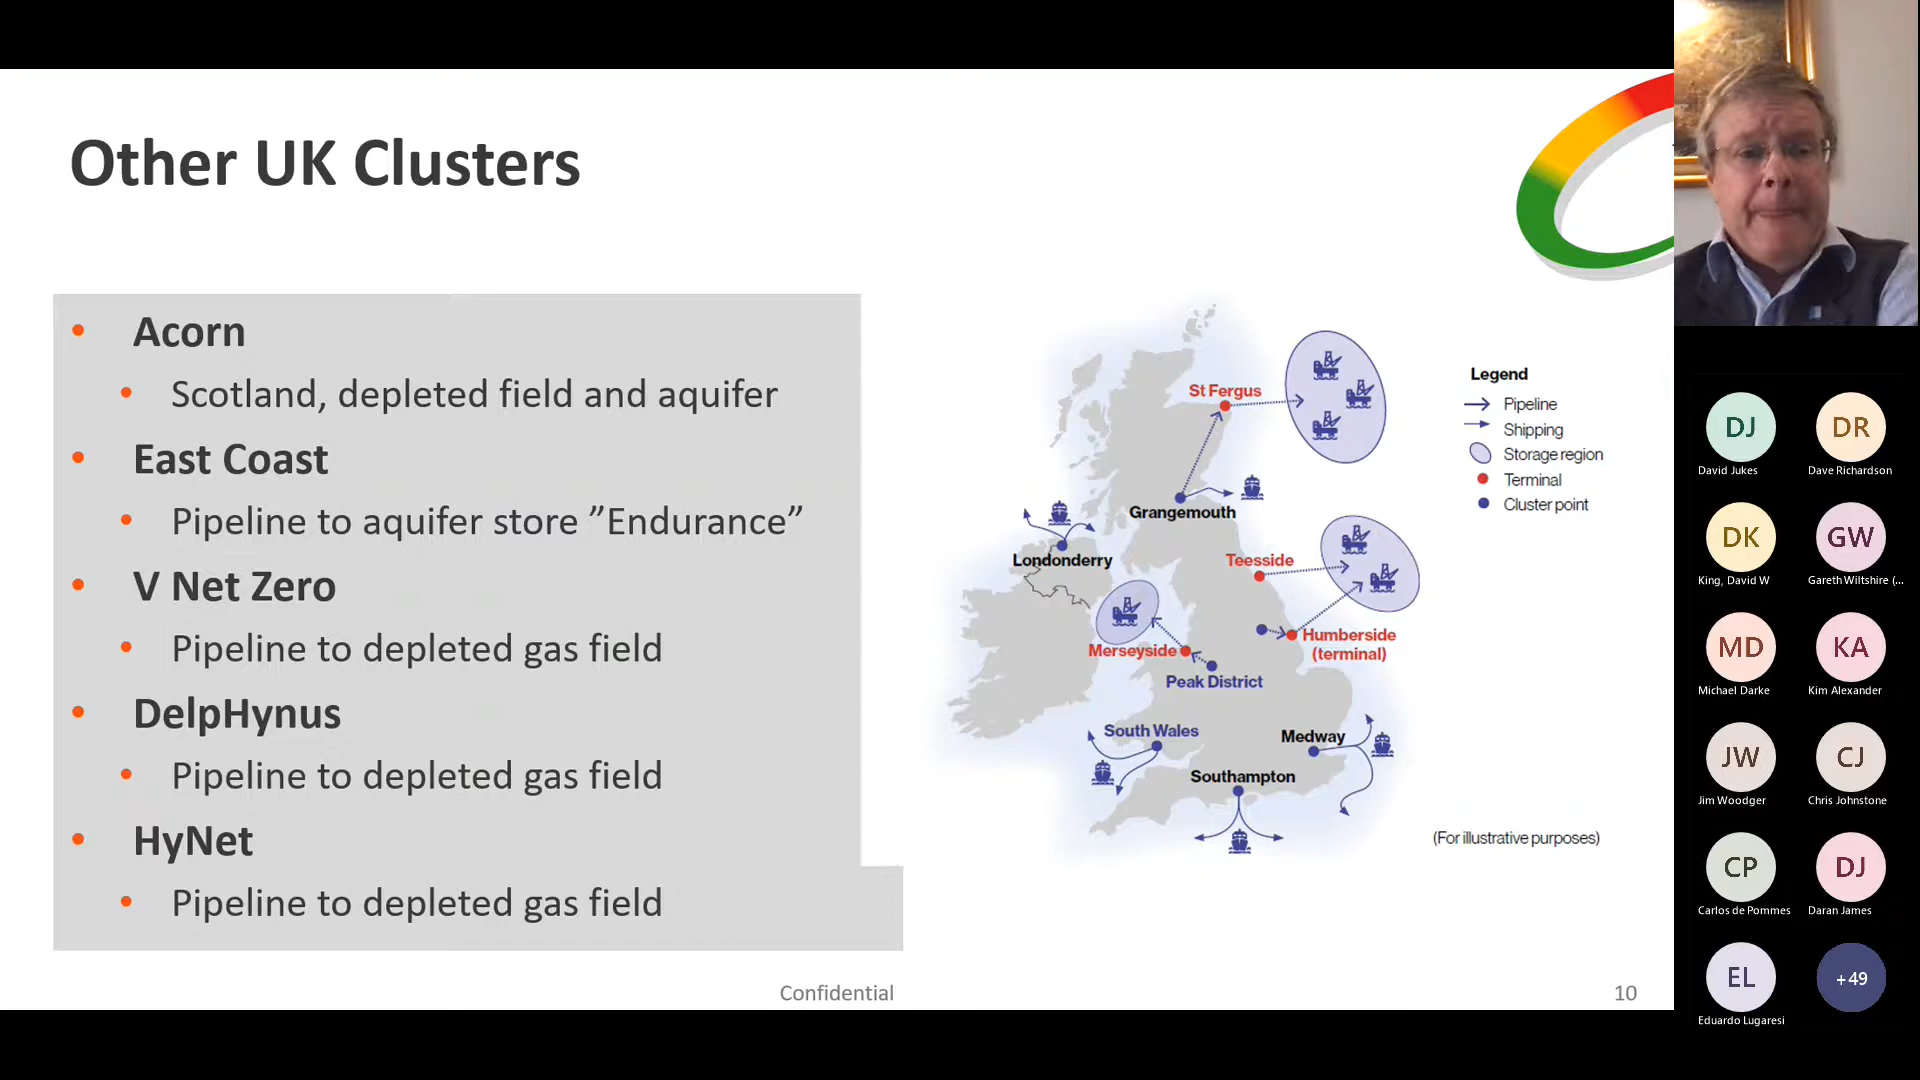 Other UK Clusters
• Acorn
• Scotland, depleted field and aquifer
• East Coast
• Pipeline to aquifer store ”Endurance”
• V Net Zero
• Pipeline to depleted gas field
• DelpHynus
• Pipeline to depleted gas field
• HyNet
• Pipeline to depleted gas field
St Fergus
Grangemouth
Londonderry
Teesside
Humberside
(terminal)
Merseyside
Peak District
South Wales
Medway
Southampton
Legend
Pipeline
Shipping
Storage region
Terminal
Cluster point
(For illustrative purposes)
Confidential
10
DJ
David Jukes
DR
Dave Richardson
DK
King, David W
GW
Gareth Wiltshire (...
MD
Michael Darke
KA
Kim Alexander
JW
Jim Woodger
CJ
Chris Johnstone
CP
Carlos de Pommes
DJ
Daran James
EL
Eduardo Lugaresi
+49